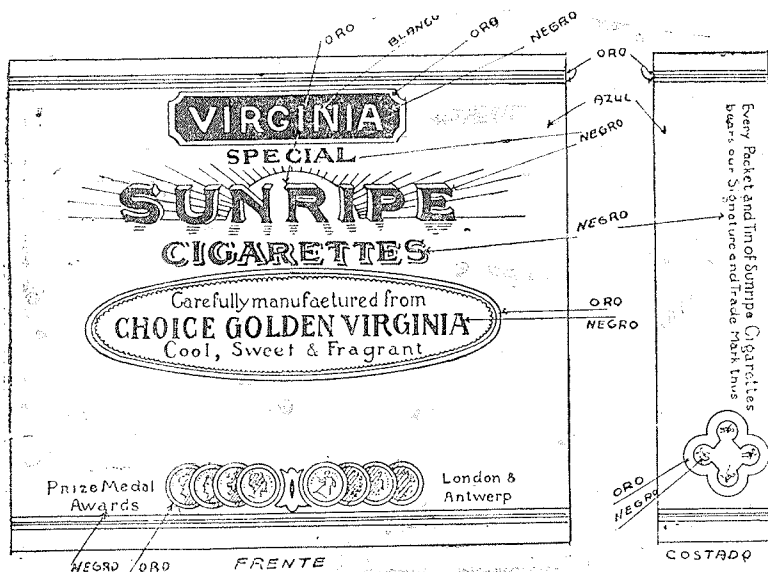 ORO
BLANCO
ORO
NEGRO
ORO
VIRGINIA
AZUL
SPECIAL
NEGRO
SUNRIPE
CIGARETTES
NEGRO
Carefully manufactured from
CHOICE GOLDEN VIRGINIA
Cool, Sweet & Fragrant
ORO
NEGRO
Prize Medal
Awards
London &
Antwerp
NEGRO
ORO
FRENTE
Every Packet and Tin of Sunripe Cigarettes
bears our Signature and Trade Mark thus
ORO
NEGRO
COSTADO